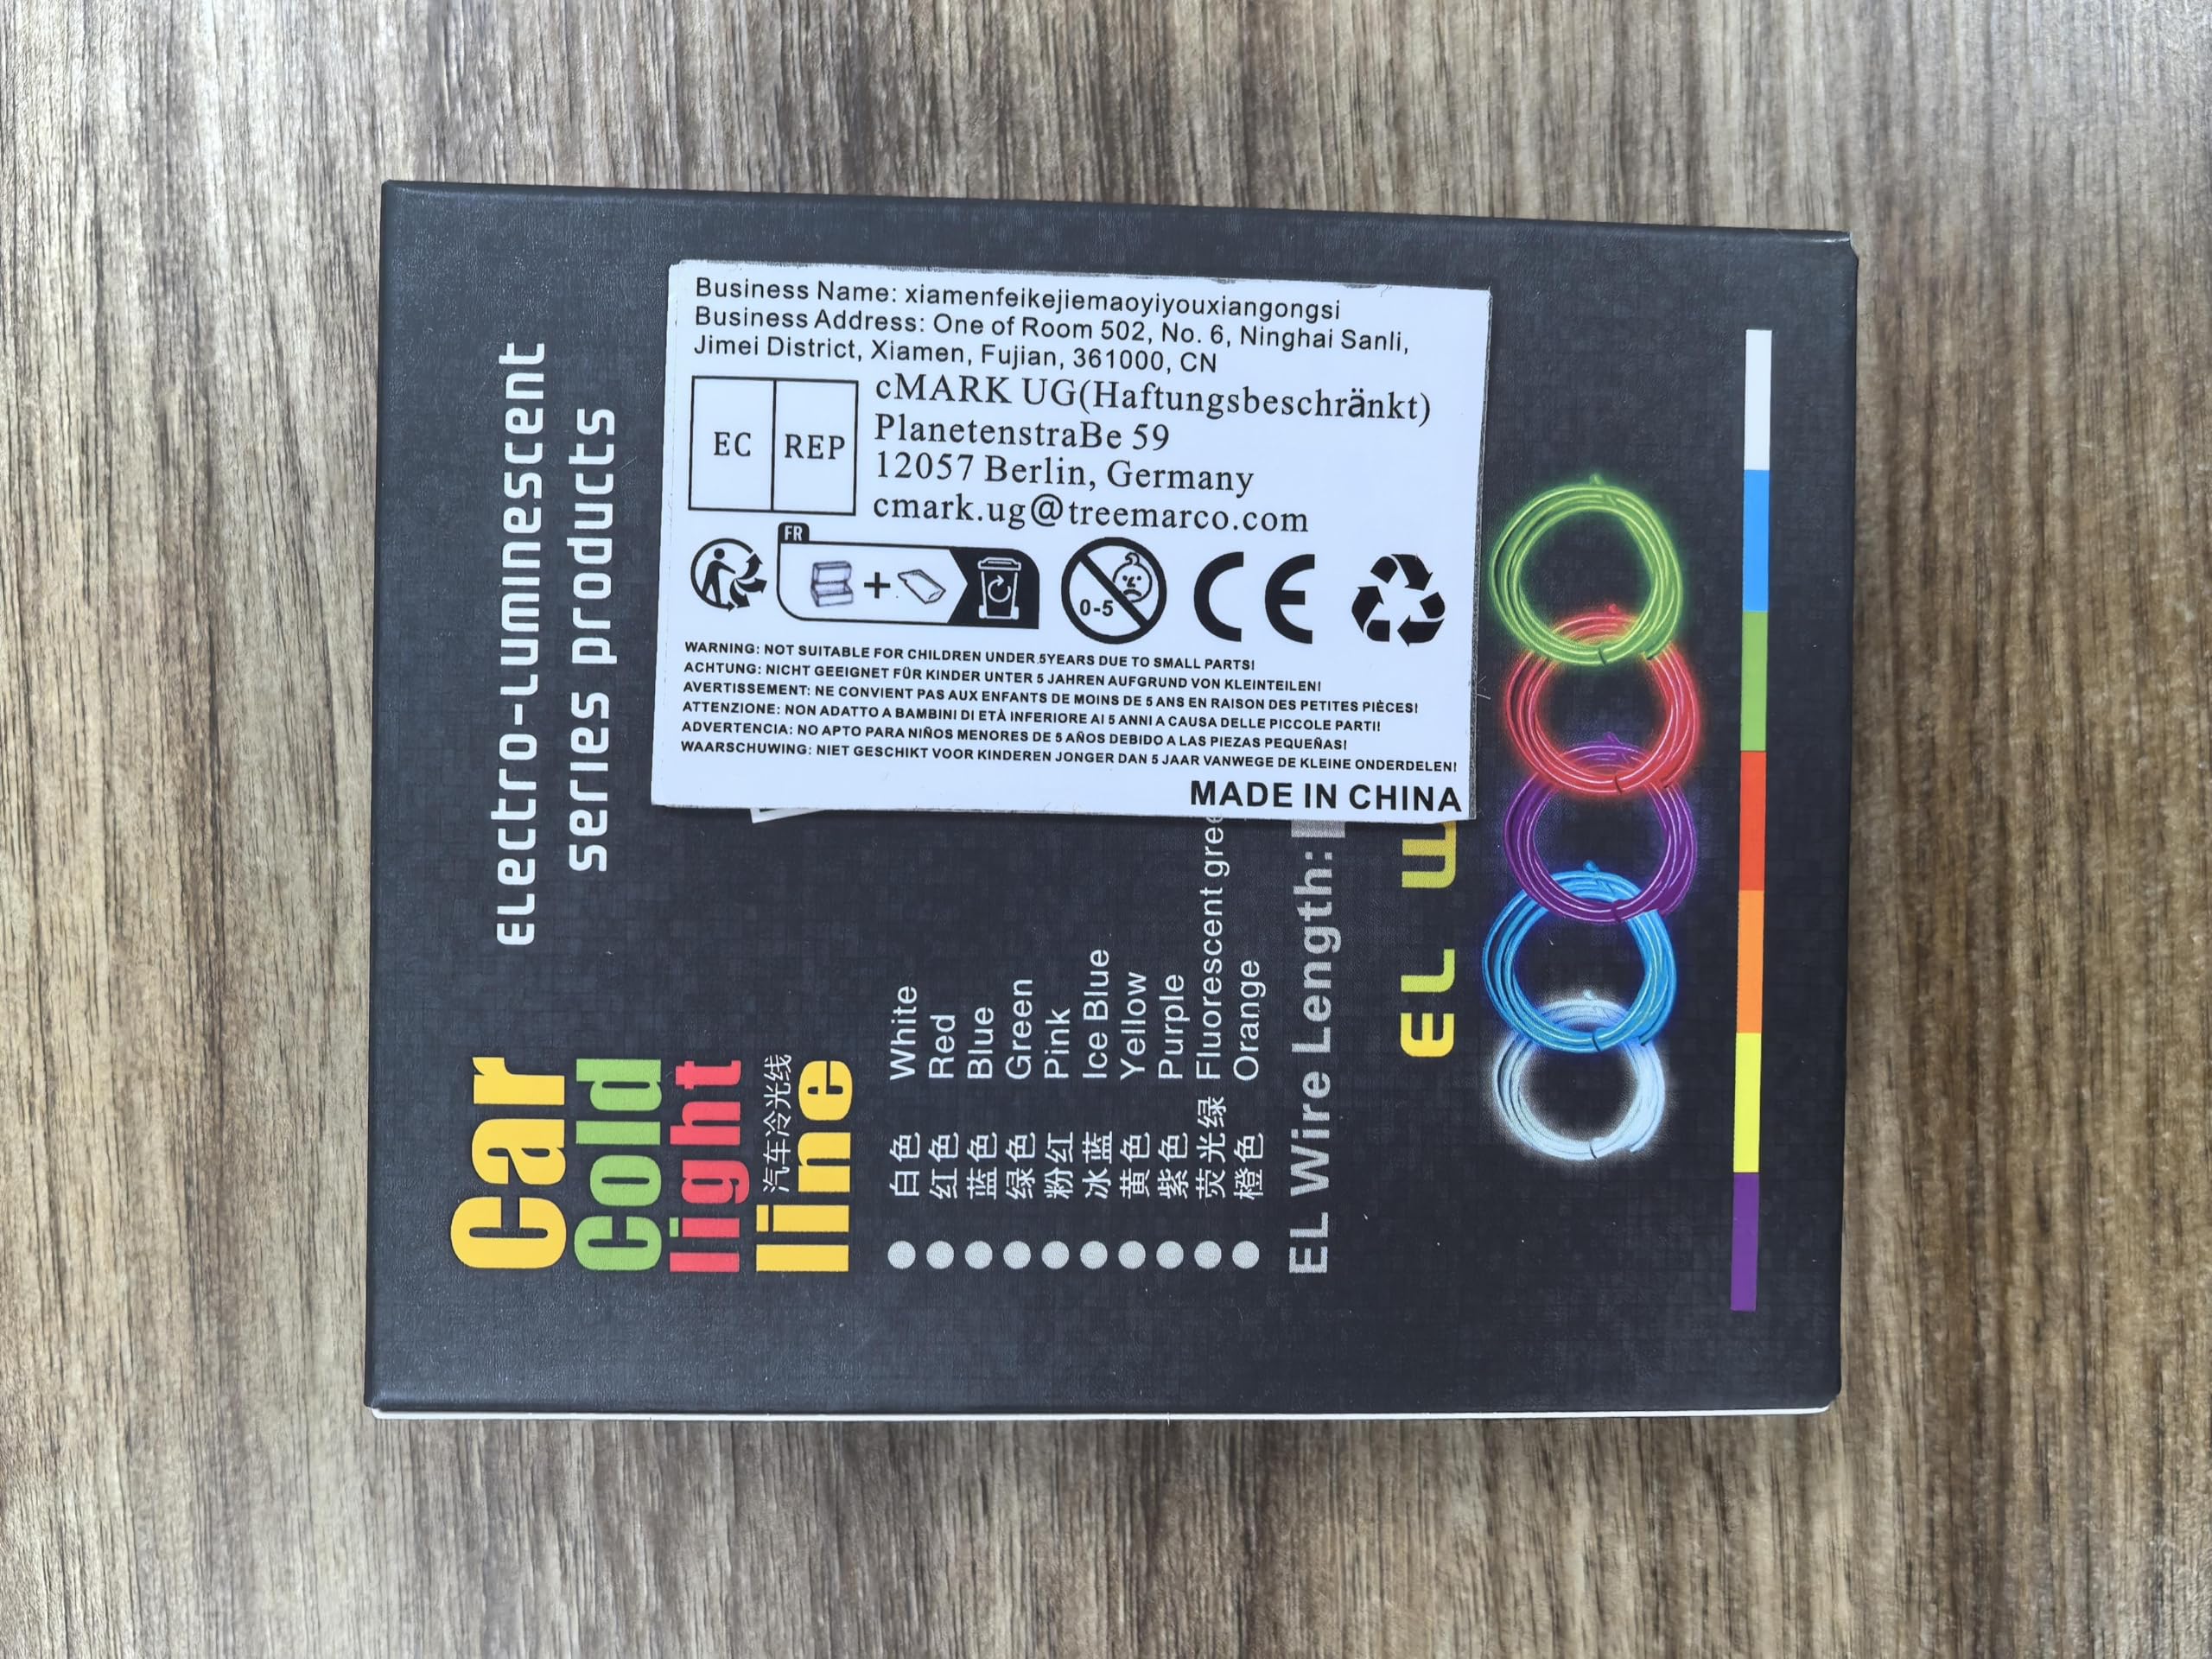 Business Name: xiamenfeikejiemaoyiyouxiangongsi
Business Address: One of Room 502, No. 6, Ninghai Sanli,
Jimei District, Xiamen, Fujian, 361000, CN
EC REP
cMARK UG(Haftungsbeschränkt)
PlanetenstraBe 59
12057 Berlin, Germany
cmark.ug@treemarco.com
FR
0-5
CE
WARNING: NOT SUITABLE FOR CHILDREN UNDER 5YEARS DUE TO SMALL PARTS!
ACHTUNG: NICHT GEEIGNET FÜR KINDER UNTER 5 JAHREN AUFGRUND VON KLEINTEILEN!
AVERTISSEMENT: NE CONVIENT PAS AUX ENFANTS DE MOINS DE 5 ANS EN RAISON DES PETITES PIÈCES!
ATTENZIONE: NON ADATTO A BAMBINI DI ETÀ INFERIORE AI 5 ANNI A CAUSA DELLE PICCOLE PARTI!
ADVERTENCIA: NO APTO PARA NIÑOS MENORES DE 5 AÑOS DEBIDO A LAS PIEZAS PEQUEÑAS!
WAARSCHUWING: NIET GESCHIKT VOOR KINDEREN JONGER DAN 5 JAAR VANWEGE DE KLEINE ONDERDELEN!
MADE IN CHINA
Car
Cold
light
汽车冷光线
line
ELectro-Luminescent
series products
白色 White
红色 Red
蓝色 Blue
绿色 Green
粉红 Pink
冰蓝 Ice Blue
黄色 Yellow
紫色 Purple
荧光绿 Fluorescent gree
橙色 Orange
EL Wire Length:
EL W